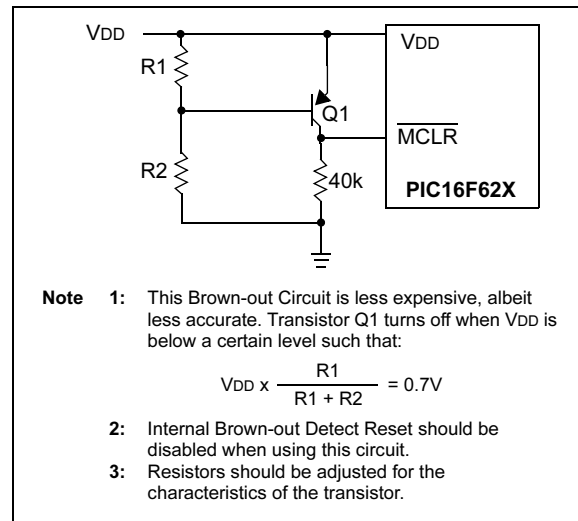 VDD
VDD
R1
Q1
MCLR
R2
40k
PIC16F62X
Note 1: This Brown-out Circuit is less expensive, albeit
less accurate. Transistor Q1 turns off when VDD is
below a certain level such that:
VDD x R1 / R1 + R2 = 0.7V
2: Internal Brown-out Detect Reset should be
disabled when using this circuit.
3: Resistors should be adjusted for the
characteristics of the transistor.